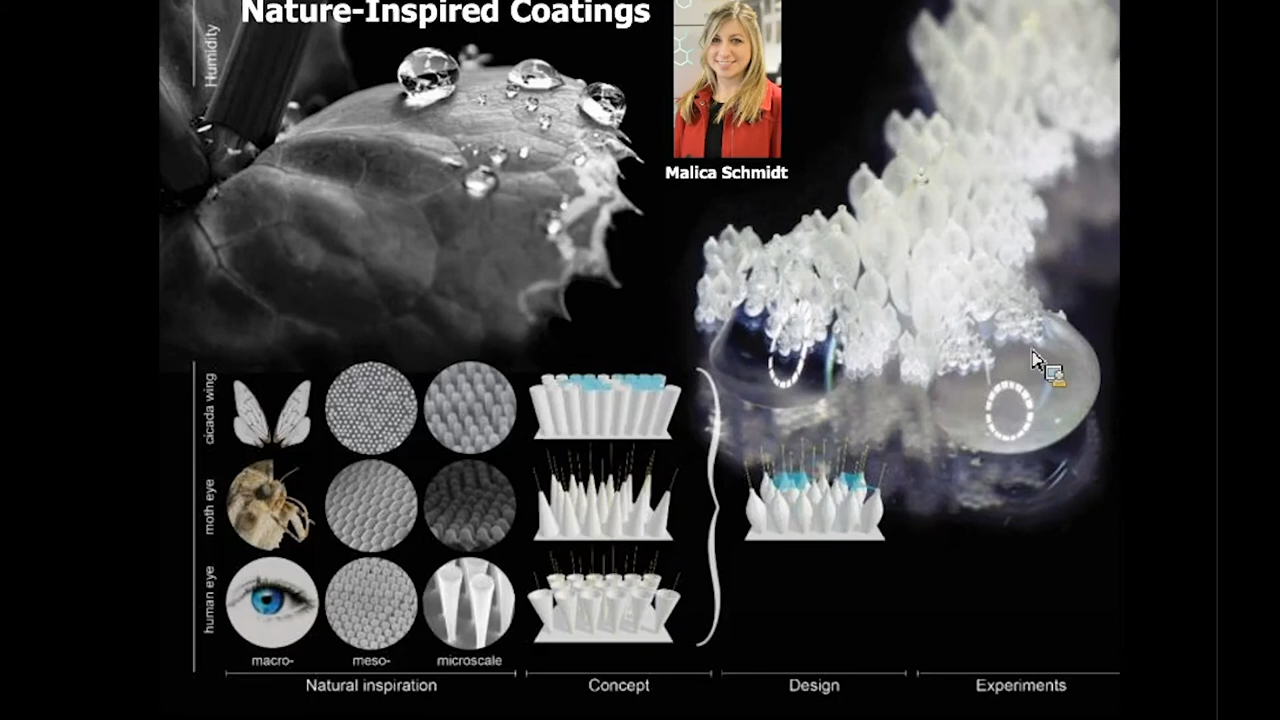 Nature-Inspired Coatings
Humidity
Malica Schmidt
cicada wing
moth eye
human eye
macro-
meso-
microscale
Natural inspiration
Concept
Design
Experiments